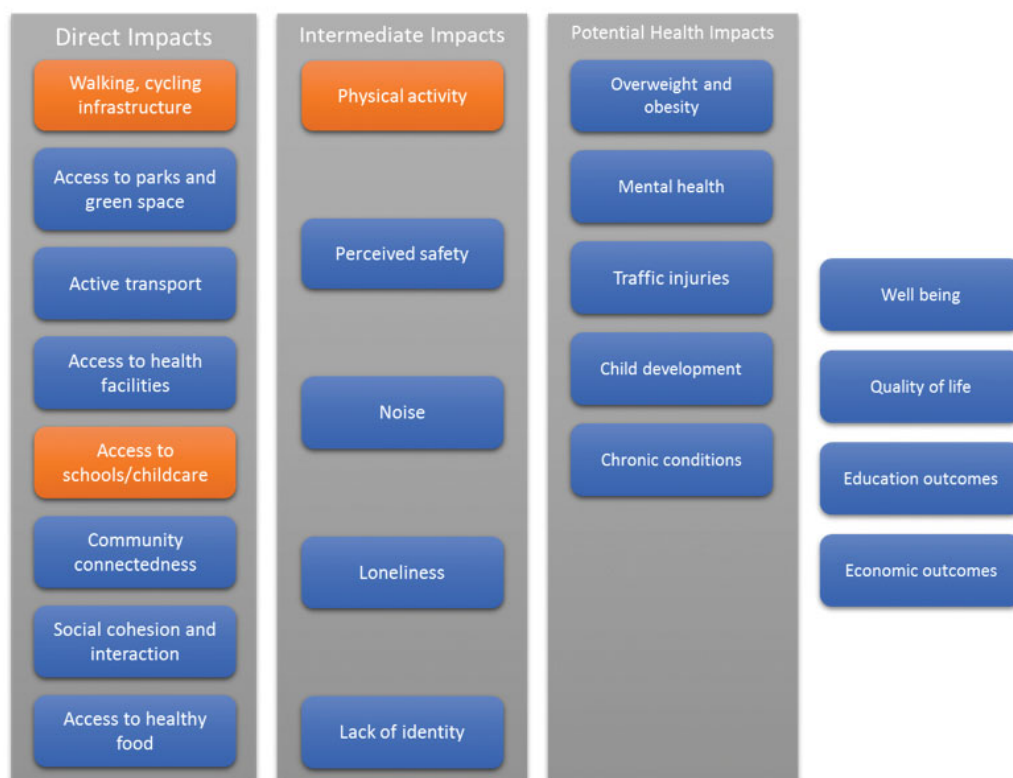 Direct Impacts
Walking, cycling
infrastructure
Access to parks and
green space
Active transport
Access to health
facilities
Access to
schools/childcare
Community
connectedness
Social cohesion and
interaction
Access to healthy
food
Intermediate Impacts
Physical activity
Perceived safety
Noise
Loneliness
Lack of identity
Potential Health Impacts
Overweight and
obesity
Mental health
Traffic injuries
Child development
Chronic conditions
Well being
Quality of life
Education outcomes
Economic outcomes